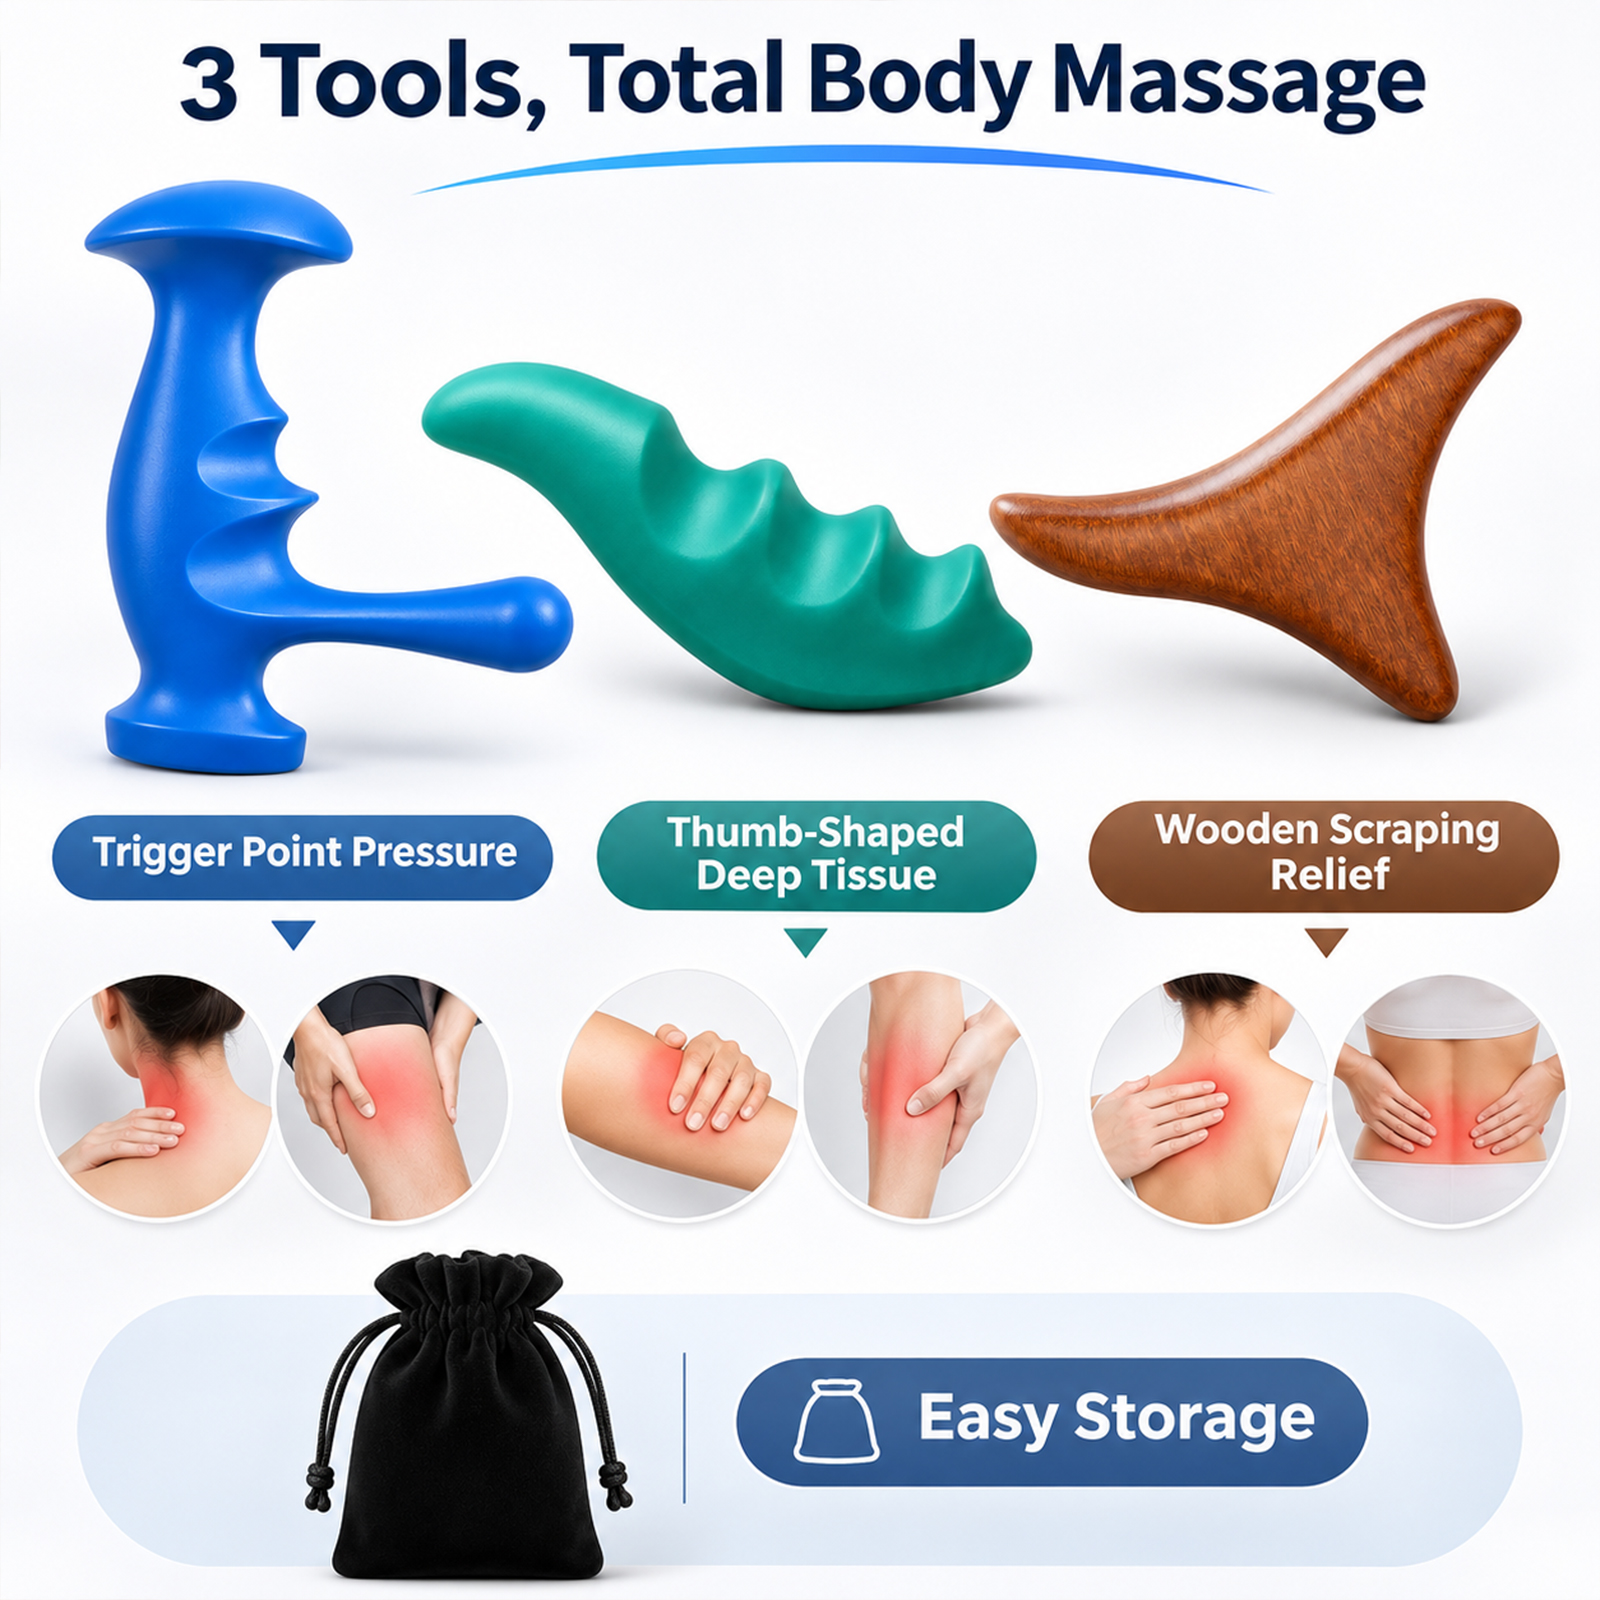 3 Tools, Total Body Massage
Trigger Point Pressure
Thumb-Shaped
Deep Tissue
Wooden Scraping
Relief
Easy Storage